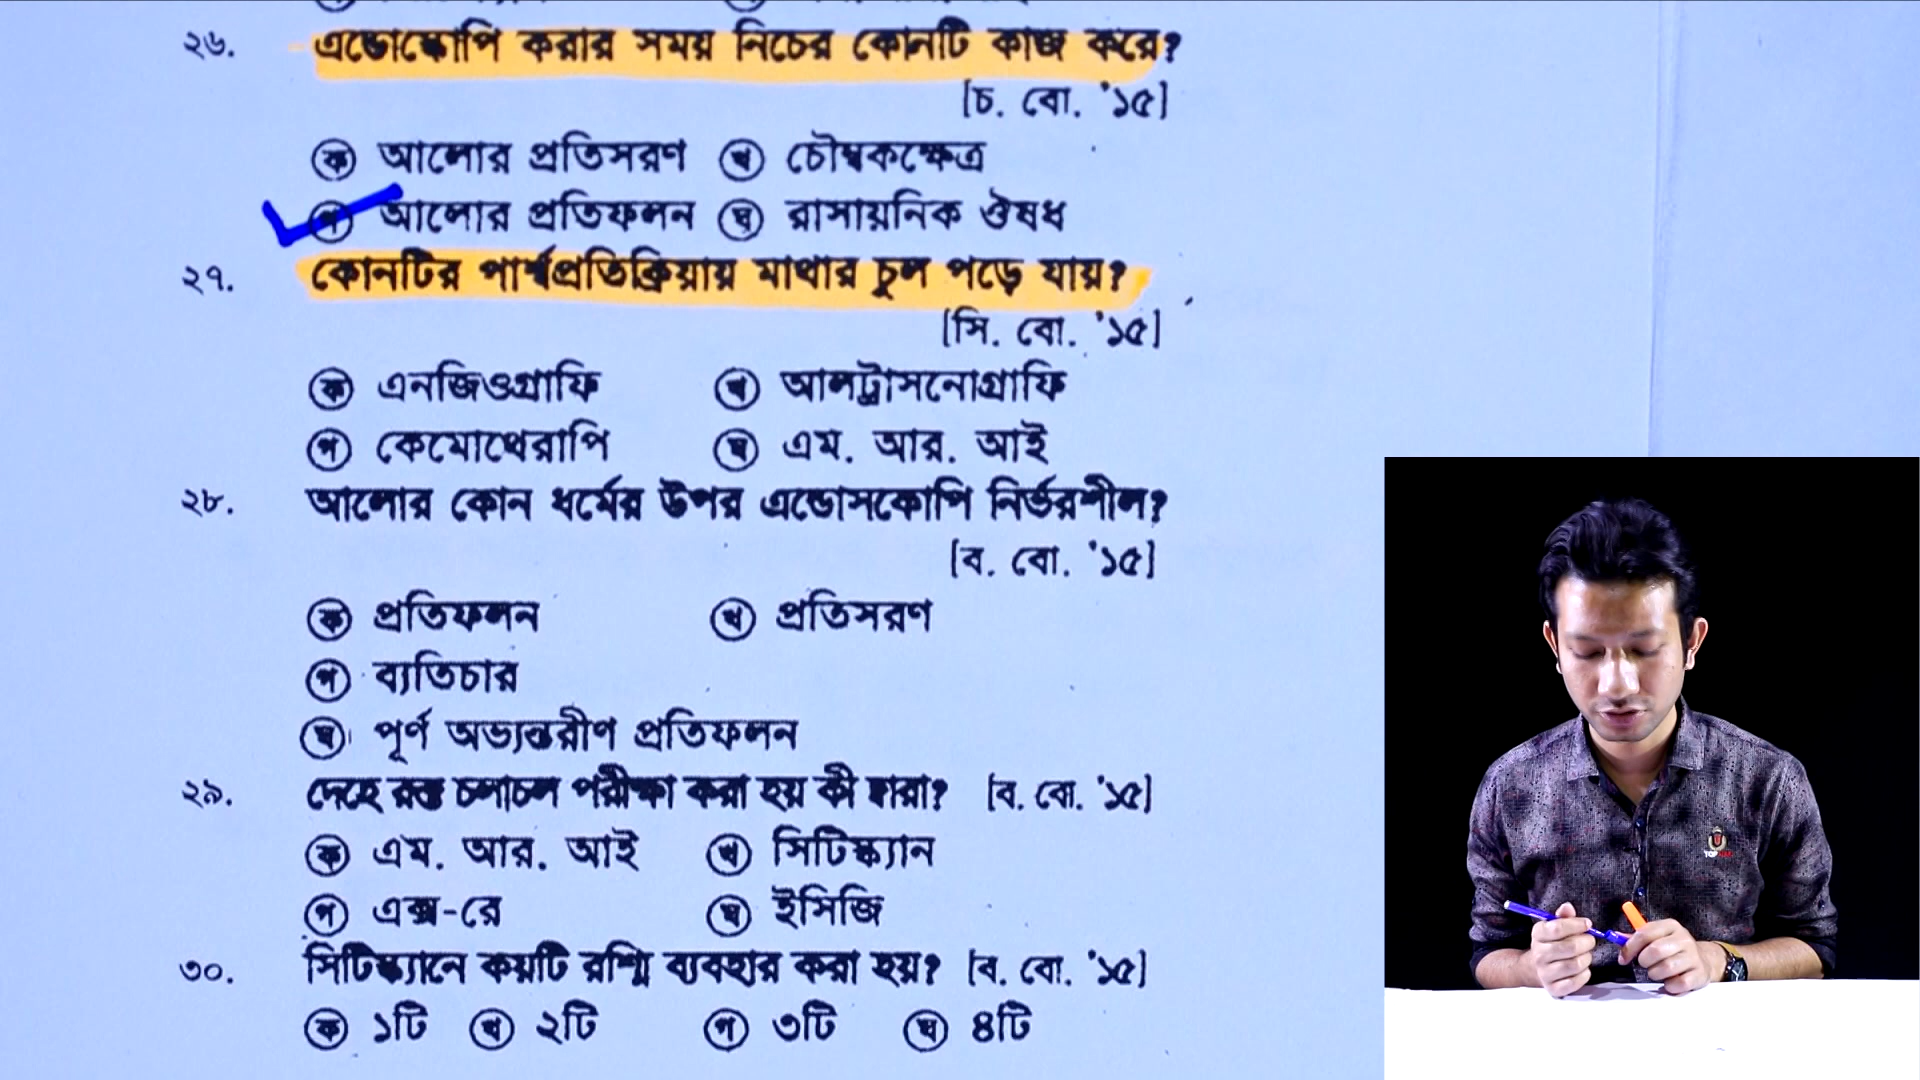 ২৬. এন্ডোস্কোপি করার সময় নিচের কোনটি কাজ করে?
[চ. বো. '১৫]
ক আলোর প্রতিসরণ খ চৌম্বকক্ষেত্র
গ আলোর প্রতিফলন ঘ রাসায়নিক ঔষধ
২৭. কোনটির পার্শ্বপ্রতিক্রিয়ায় মাথার চুল পড়ে যায়?
[সি. বো. '১৫]
ক এনজিওগ্রাফি খ আলট্রাসনোগ্রাফি
গ কেমোথেরাপি ঘ এম. আর. আই
২৮. আলোর কোন ধর্মের উপর এন্ডোসকোপি নির্ভরশীল?
[ব. বো. '১৫]
ক প্রতিফলন খ প্রতিসরণ
গ ব্যতিচার
ঘ পূর্ণ অভ্যন্তরীণ প্রতিফলন
২৯. দেহে রক্ত চলাচল পরীক্ষা করা হয় কী দ্বারা? [ব. বো. '১৫]
ক এম. আর. আই খ সিটিস্ক্যান
গ এক্স-রে ঘ ইসিজি
৩০. সিটিস্ক্যানে কয়টি রশ্মি ব্যবহার করা হয়? [ব. বো. '১৫]
ক ১টি খ ২টি গ ৩টি ঘ ৪টি